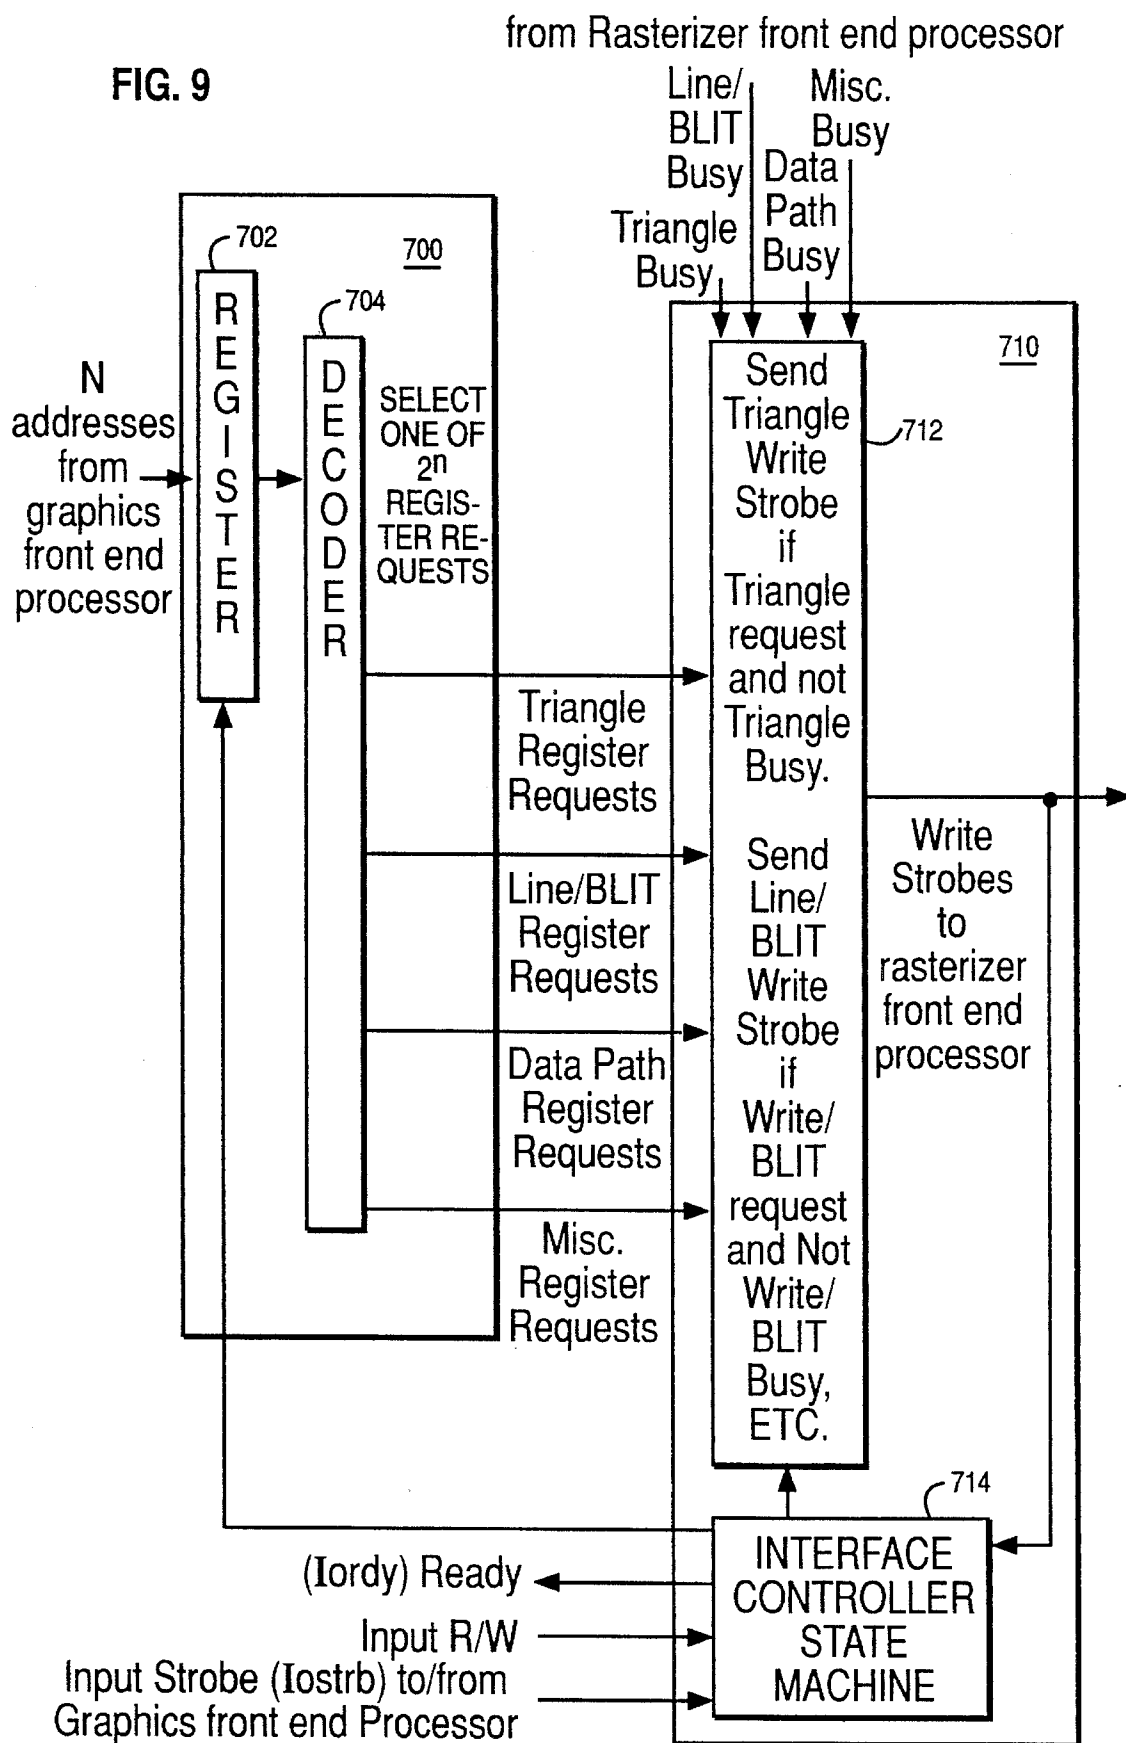 from Rasterizer front end processor
FIG. 9
Line/
BLIT
Busy
Misc.
Busy
Triangle
Busy
Data
Path
Busy
700
702
REGISTER
704
DECODER
N
addresses
from
graphics
front end
processor
SELECT
ONE OF
2n
REGIS-
TER RE-
QUESTS
710
712
Send
Triangle
Write
Strobe
if
Triangle
request
and not
Triangle
Busy.
Send
Line/
BLIT
Write
Strobe
if
Write/
BLIT
request
and Not
Write/
BLIT
Busy,
ETC.
Triangle
Register
Requests
Line/BLIT
Register
Requests
Data Path
Register
Requests
Misc.
Register
Requests
Write
Strobes
to
rasterizer
front end
processor
714
INTERFACE
CONTROLLER
STATE
MACHINE
(Iordy) Ready
Input R/W
Input Strobe (Iostrb) to/from
Graphics front end Processor